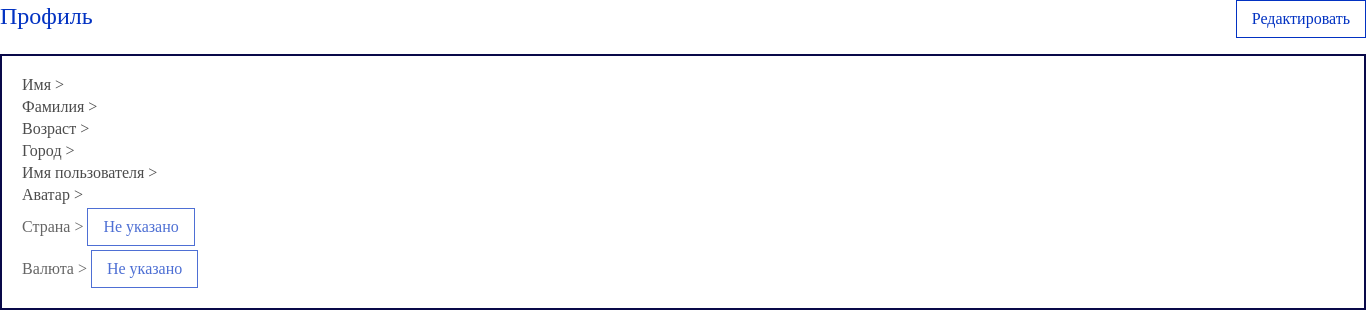 Профиль
Редактировать
Имя >
Фамилия >
Возраст >
Город >
Имя пользователя >
Аватар >
Страна > Не указано
Валюта > Не указано